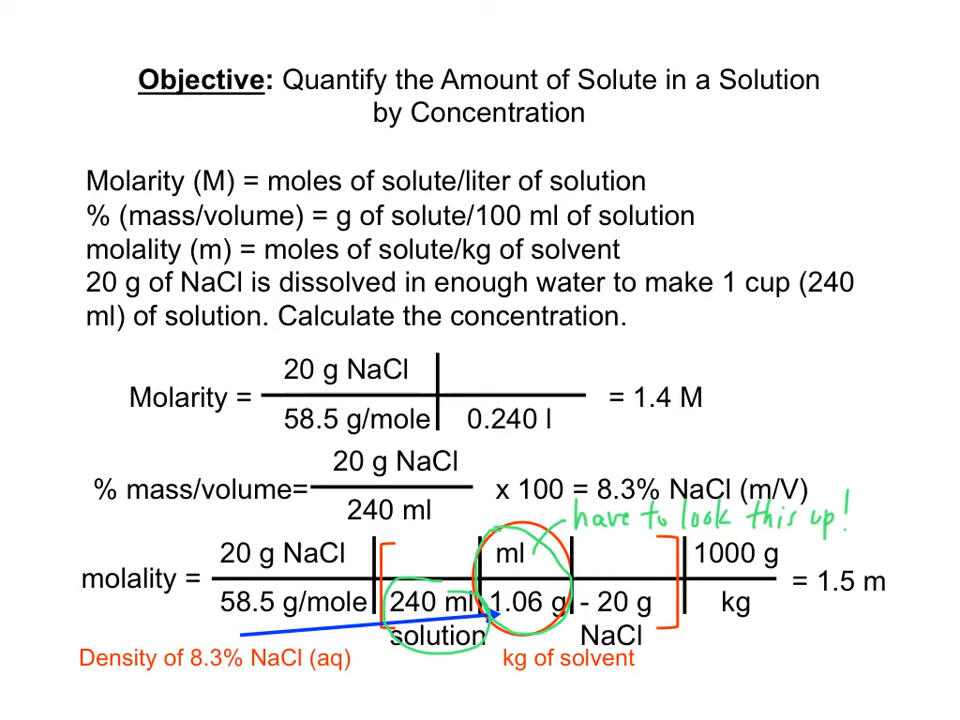 Objective: Quantify the Amount of Solute in a Solution
by Concentration
Molarity (M) = moles of solute/liter of solution
% (mass/volume) = g of solute/100 ml of solution
molality (m) = moles of solute/kg of solvent
20 g of NaCl is dissolved in enough water to make 1 cup (240
ml) of solution. Calculate the concentration.
20 g NaCl
Molarity = = 1.4 M
58.5 g/mole 0.240 l
20 g NaCl
% mass/volume= x 100 = 8.3% NaCl (m/V)
240 ml
have to look this up!
20 g NaCl ml 1000 g
molality = = 1.5 m
58.5 g/mole 240 ml 1.06 g - 20 g kg
solution NaCl
Density of 8.3% NaCl (aq) kg of solvent